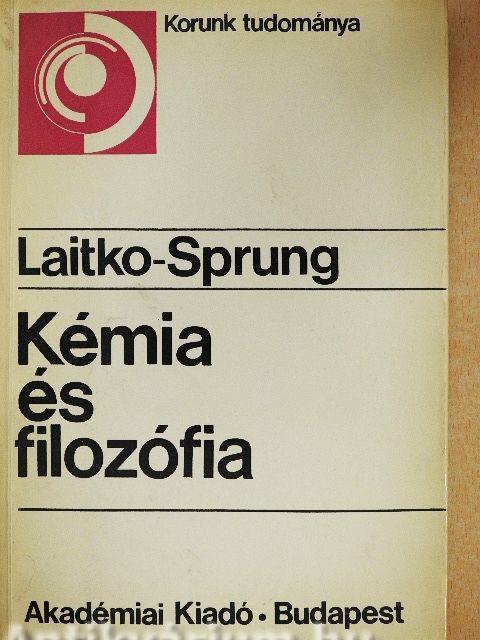 Korunk tudománya
Laitko-Sprung
Kémia
és
filozófia
Akadémiai Kiadó • Budapest